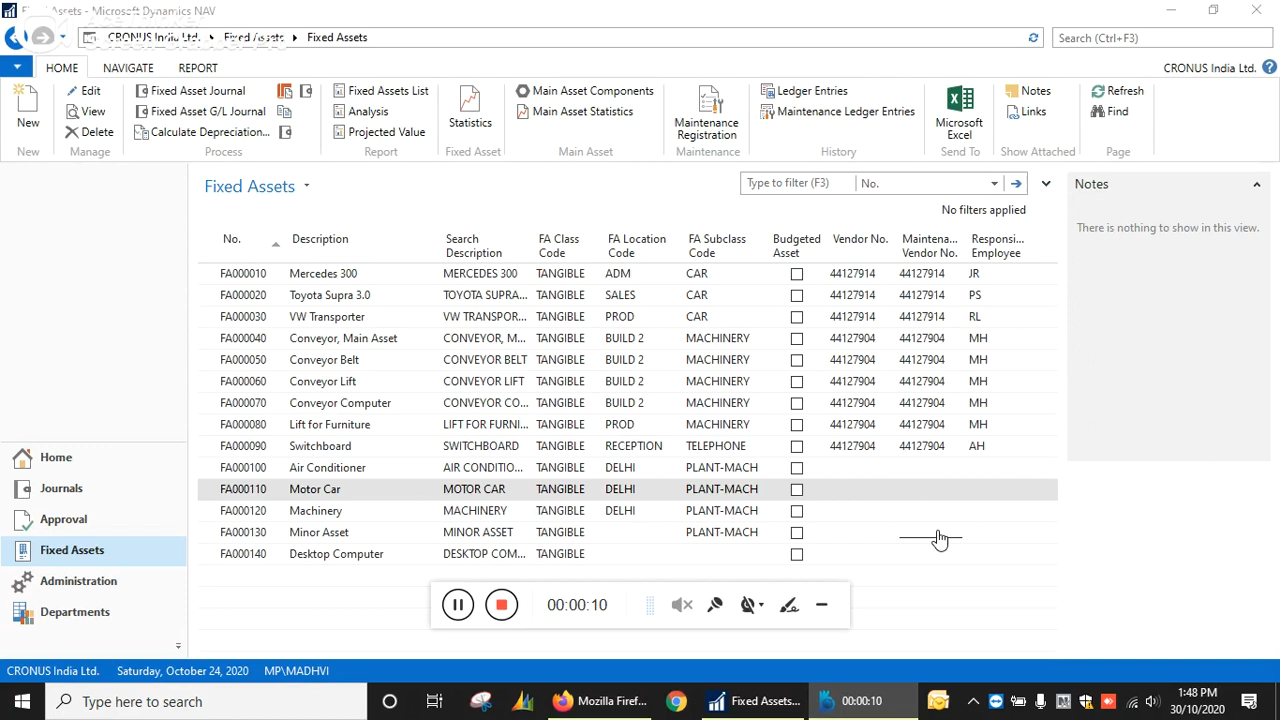 Fixed Assets - Microsoft Dynamics NAV
CRONUS India Ltd. Fixed Assets Fixed Assets
Search (Ctrl+F3)
HOME NAVIGATE REPORT
CRONUS India Ltd.
New
New
Edit
View
Delete
Manage
Fixed Asset Journal
Fixed Asset G/L Journal
Calculate Depreciation...
Process
Fixed Assets List
Analysis
Projected Value
Report
Statistics
Fixed Asset
Main Asset Components
Main Asset Statistics
Main Asset
Maintenance
Registration
Maintenance
Ledger Entries
Maintenance Ledger Entries
History
Microsoft
Excel
Send To
Notes
Links
Show Attached
Refresh
Find
Page
Fixed Assets
Type to filter (F3) No.
No filters applied
Notes
There is nothing to show in this view.
No. Description Search Description FA Class Code FA Location Code FA Subclass Code Budgeted Asset Vendor No. Maintena... Vendor No. Responsi... Employee
FA000010 Mercedes 300 MERCEDES 300 TANGIBLE ADM CAR 44127914 44127914 JR
FA000020 Toyota Supra 3.0 TOYOTA SUPRA... TANGIBLE SALES CAR 44127914 44127914 PS
FA000030 VW Transporter VW TRANSPOR... TANGIBLE PROD CAR 44127914 44127914 RL
FA000040 Conveyor, Main Asset CONVEYOR, M... TANGIBLE BUILD 2 MACHINERY 44127904 44127904 MH
FA000050 Conveyor Belt CONVEYOR BELT TANGIBLE BUILD 2 MACHINERY 44127904 44127904 MH
FA000060 Conveyor Lift CONVEYOR LIFT TANGIBLE BUILD 2 MACHINERY 44127904 44127904 MH
FA000070 Conveyor Computer CONVEYOR CO... TANGIBLE BUILD 2 MACHINERY 44127904 44127904 MH
FA000080 Lift for Furniture LIFT FOR FURNI... TANGIBLE PROD MACHINERY 44127904 44127904 MH
FA000090 Switchboard SWITCHBOARD TANGIBLE RECEPTION TELEPHONE 44127904 44127904 AH
FA000100 Air Conditioner AIR CONDITIO... TANGIBLE DELHI PLANT-MACH
FA000110 Motor Car MOTOR CAR TANGIBLE DELHI PLANT-MACH
FA000120 Machinery MACHINERY TANGIBLE DELHI PLANT-MACH
FA000130 Minor Asset MINOR ASSET TANGIBLE PLANT-MACH
FA000140 Desktop Computer DESKTOP COM... TANGIBLE
Home
Journals
Approval
Fixed Assets
Administration
Departments
00:00:10
CRONUS India Ltd. Saturday, October 24, 2020 MP\MADHVI
Type here to search
Mozilla Firef...
Fixed Assets...
00:00:10
1:48 PM
30/10/2020